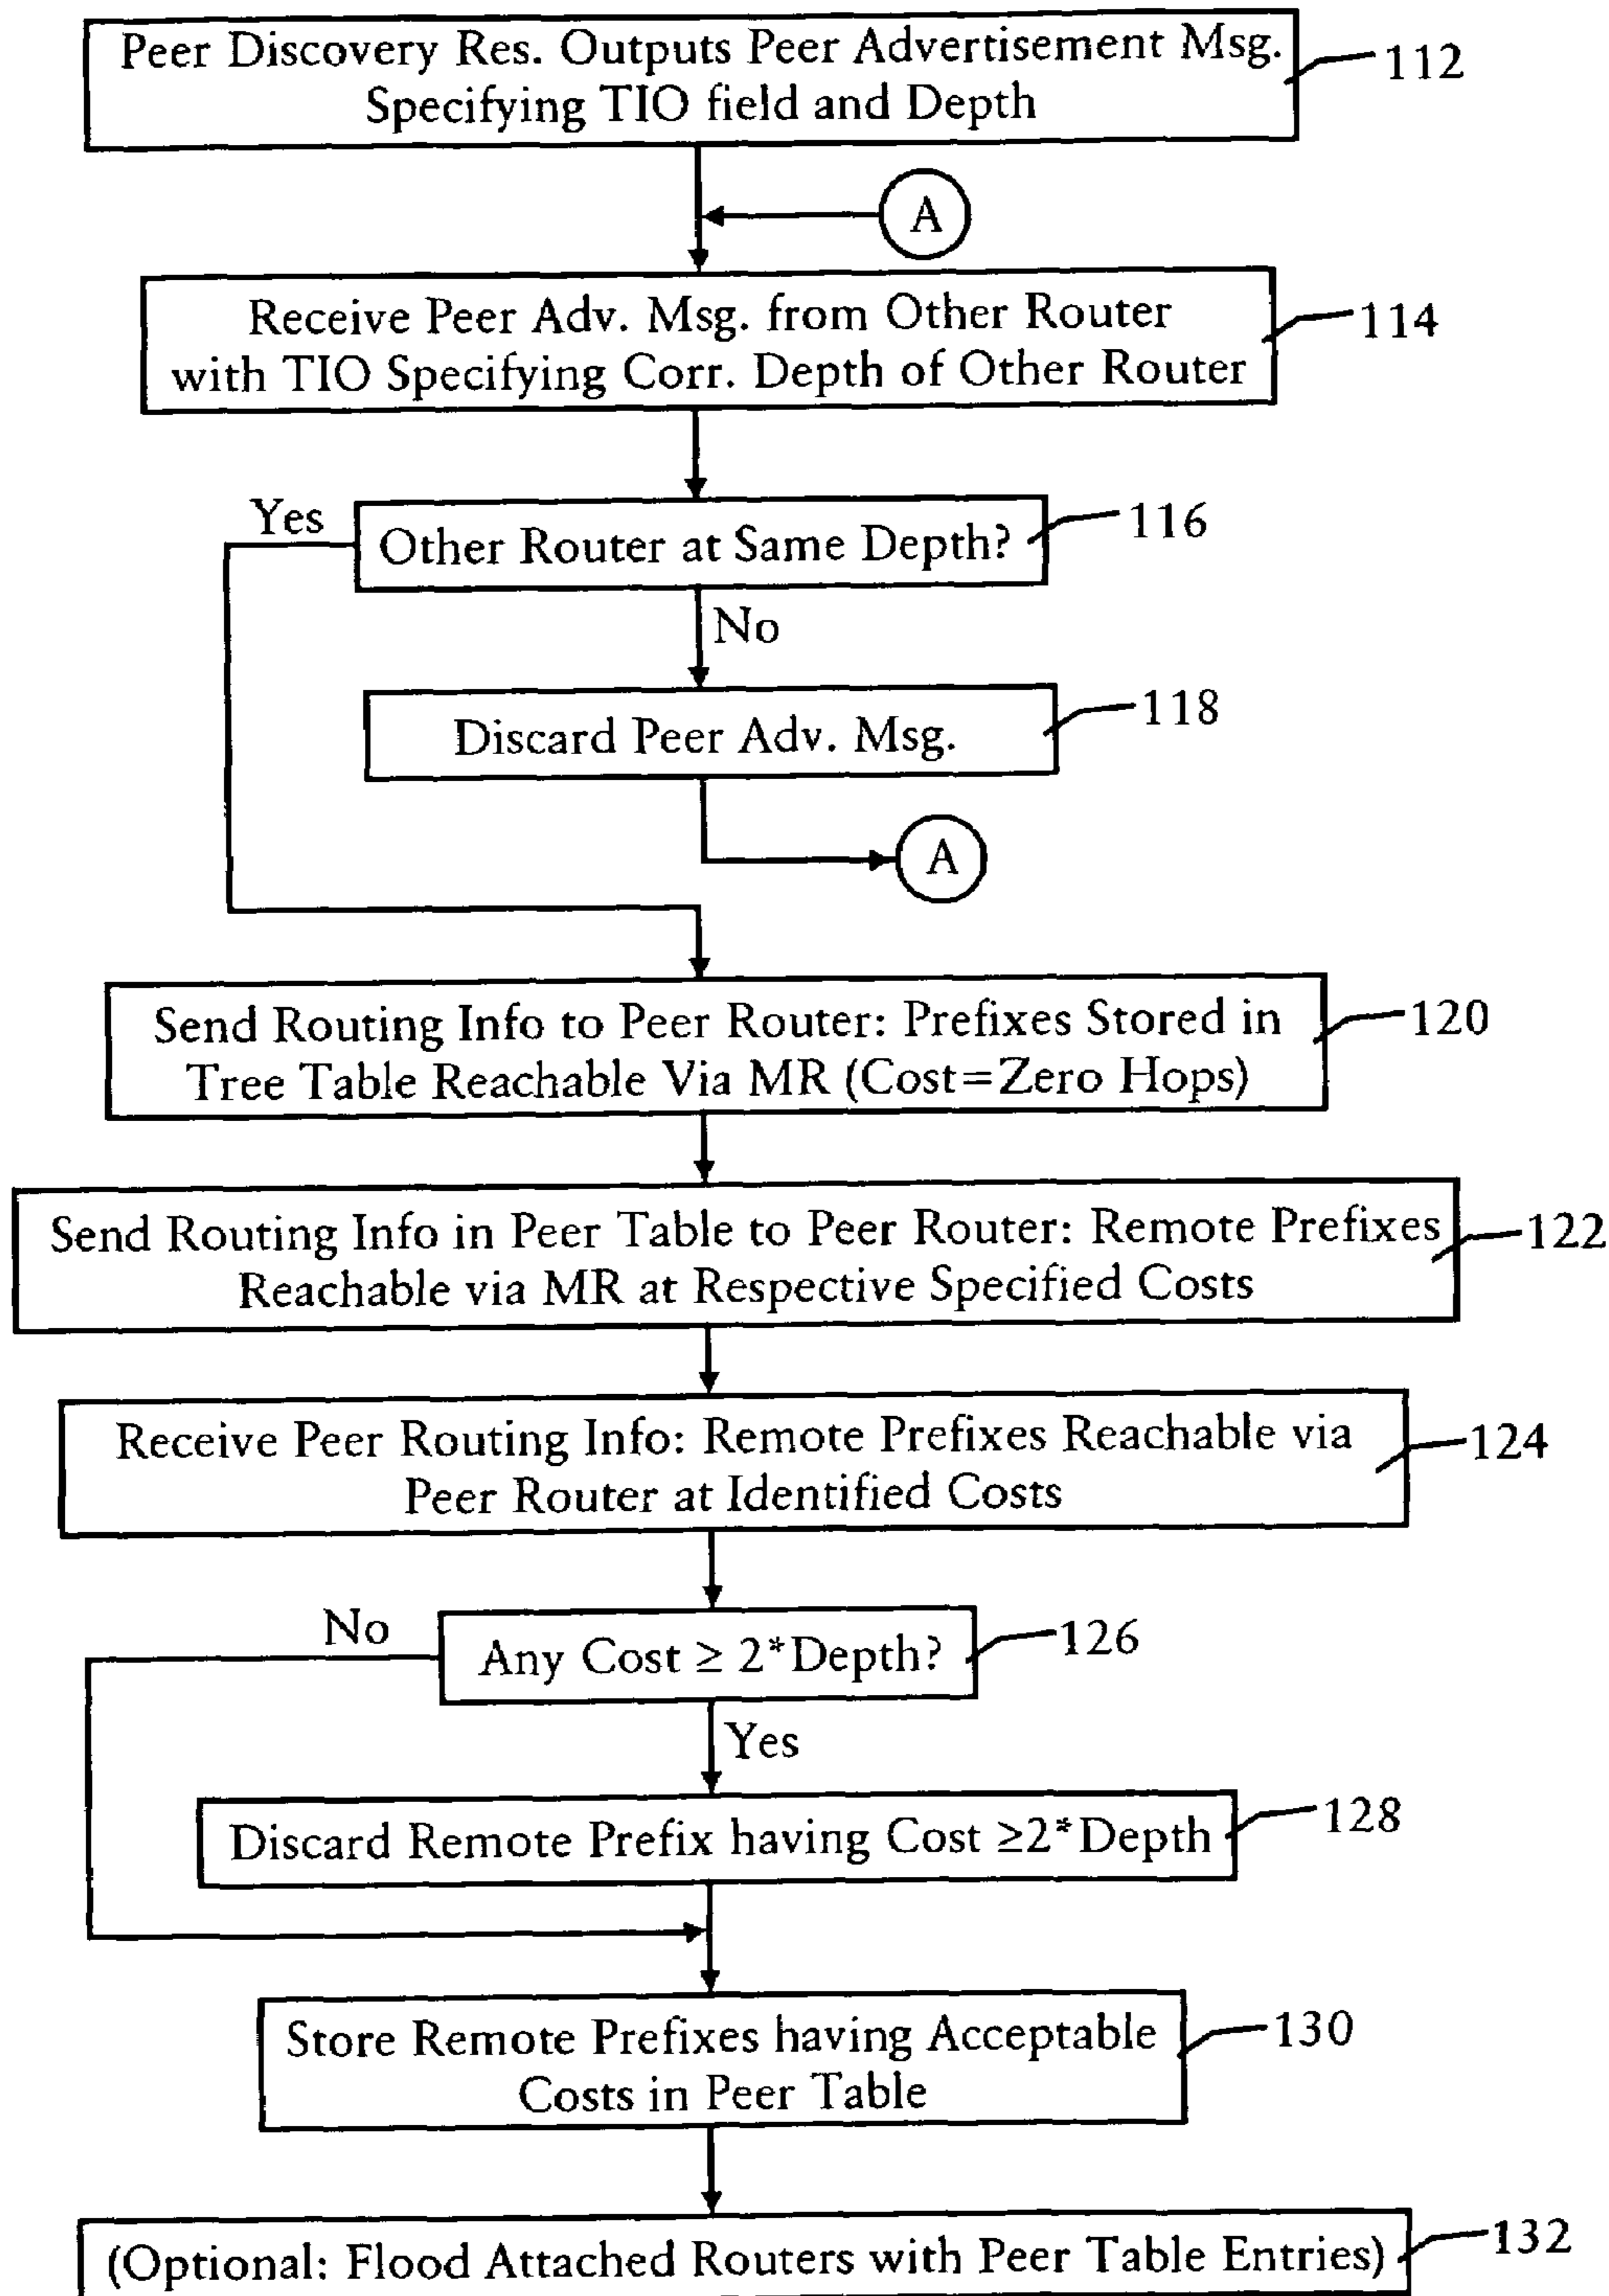 Peer Discovery Res. Outputs Peer Advertisement Msg.
Specifying TIO field and Depth
112
A
Receive Peer Adv. Msg. from Other Router
with TIO Specifying Corr. Depth of Other Router
114
Yes
Other Router at Same Depth?
116
No
Discard Peer Adv. Msg.
118
A
Send Routing Info to Peer Router: Prefixes Stored in
Tree Table Reachable Via MR (Cost=Zero Hops)
120
Send Routing Info in Peer Table to Peer Router: Remote Prefixes
Reachable via MR at Respective Specified Costs
122
Receive Peer Routing Info: Remote Prefixes Reachable via
Peer Router at Identified Costs
124
No
Any Cost ≥ 2*Depth?
126
Yes
Discard Remote Prefix having Cost ≥2*Depth
128
Store Remote Prefixes having Acceptable
Costs in Peer Table
130
(Optional: Flood Attached Routers with Peer Table Entries)
132